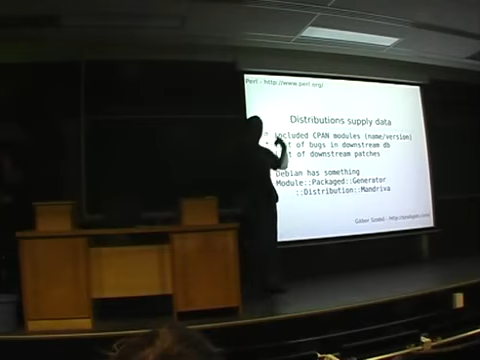 Perl - http://www.perl.org/
Distributions supply data
included CPAN modules (name/version)
of bugs in downstream db
of downstream patches
Debian has something
Module::Packaged::Generator
::Distribution::Mandriva
Gabor Szabo - http://szabgab.com/